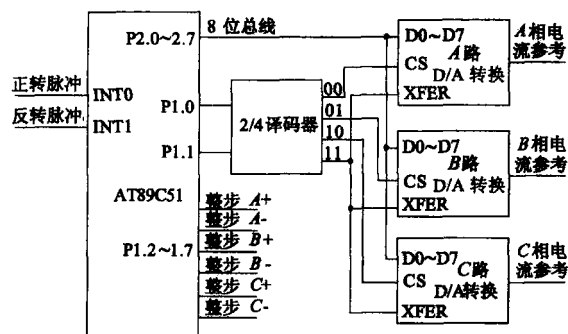 正转脉冲
反转脉冲
P2.0~2.7
INT0
INT1
P1.0
P1.1
AT89C51
P1.2~1.7
8 位总线
2/4译码器
00
01
10
11
整步 A+
整步 A-
整步 B+
整步 B-
整步 C+
整步 C-
D0~D7
A路
CS D/A 转换
XFER
A相电
流参考
D0~D7
B路
CS D/A 转换
XFER
B相电
流参考
D0~D7
C路
CS D/A转换
XFER
C相电
流参考